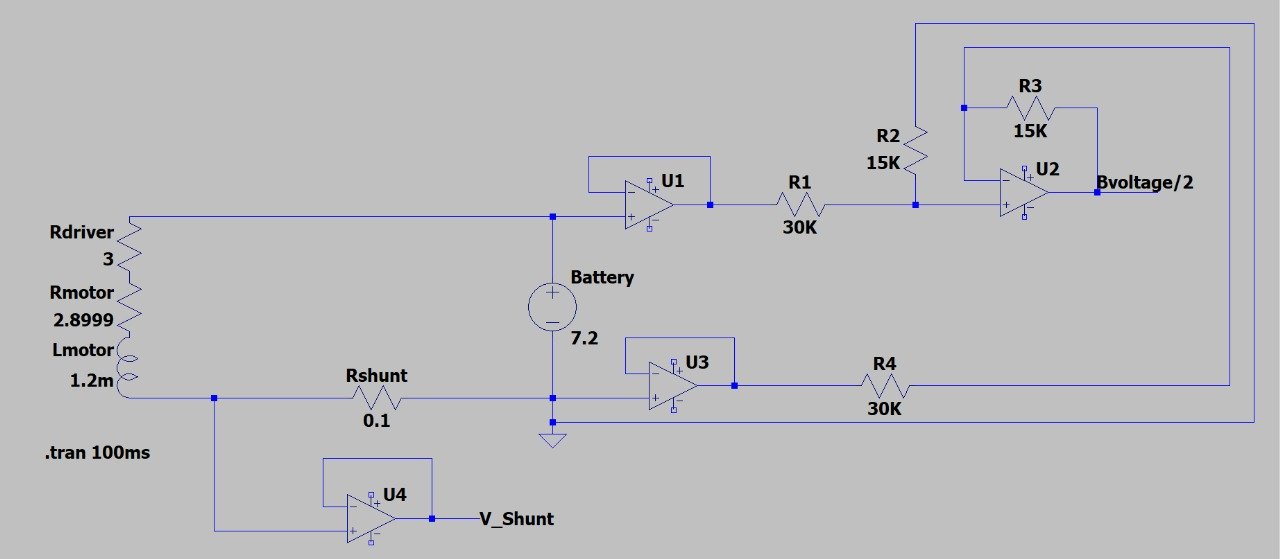 R3
15K
R2
15K
U2
Bvoltage/2
U1
R1
30K
Rdriver
3
Battery
Rmotor
2.8999
7.2
Lmotor
1.2m
U3
R4
30K
Rshunt
0.1
.tran 100ms
U4
V_Shunt